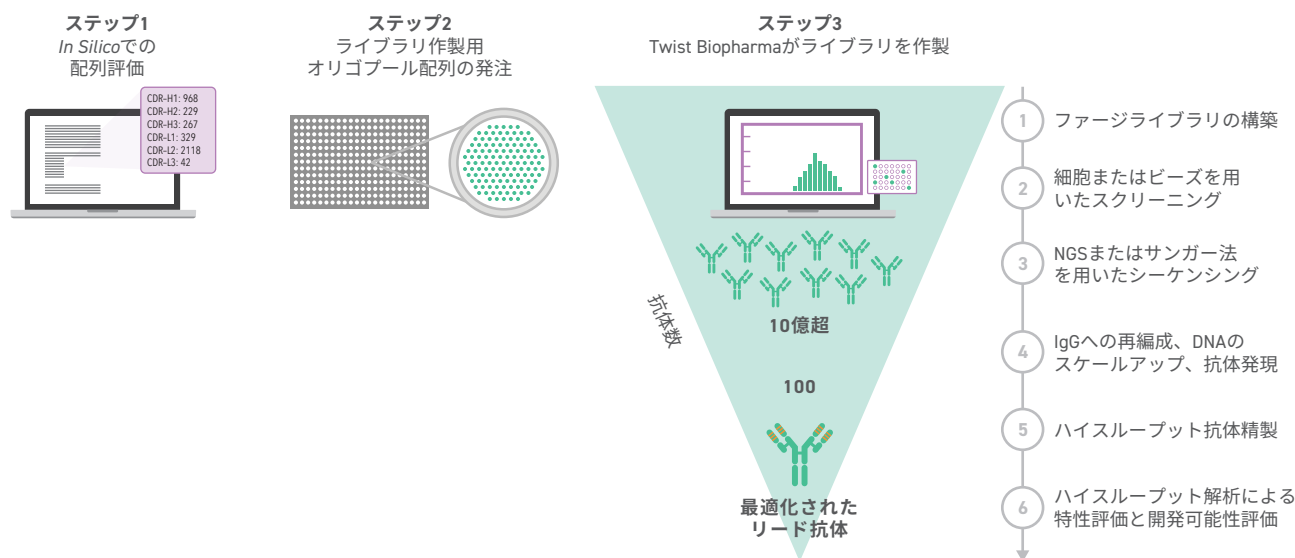 ステップ1
In Silicoでの
配列評価
CDR-H1: 968
CDR-H2: 229
CDR-H3: 267
CDR-L1: 329
CDR-L2: 2118
CDR-L3: 42
ステップ2
ライブラリ作製用
オリゴプール配列の発注
ステップ3
Twist Biopharmaがライブラリを作製
抗体数
10億超
100
最適化された
リード抗体
1
ファージライブラリの構築
2
細胞またはビーズを用
いたスクリーニング
3
NGSまたはサンガー法
を用いたシーケンシング
4
IgGへの再編成、DNAの
スケールアップ、抗体発現
5
ハイスループット抗体精製
6
ハイスループット解析による
特性評価と開発可能性評価